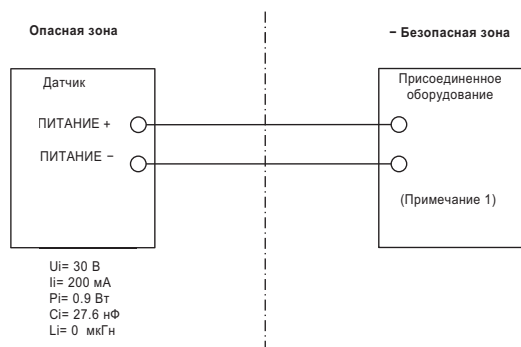 Опасная зона
− Безопасная зона
Датчик
ПИТАНИЕ +
ПИТАНИЕ −
Присоединенное
оборудование
(Примечание 1)
Ui= 30 В
Ii= 200 мА
Pi= 0.9 Вт
Ci= 27.6 нФ
Li= 0 мкГн